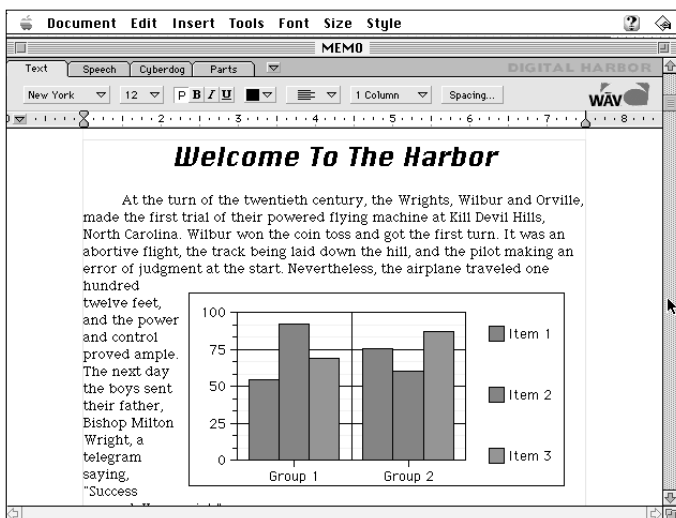 Document Edit Insert Tools Font Size Style
MEMO
Text Speech Cyberdog Parts DIGITAL HARBOR
New York 12 P B I U 1 Column Spacing... WAV
0 1 2 3 4 5 6 7 8
Welcome To The Harbor
At the turn of the twentieth century, the Wrights, Wilbur and Orville,
made the first trial of their powered flying machine at Kill Devil Hills,
North Carolina. Wilbur won the coin toss and got the first turn. It was an
abortive flight, the track being laid down the hill, and the pilot making an
error of judgment at the start. Nevertheless, the airplane traveled one
hundred
twelve feet,
and the power
and control
proved ample.
The next day
the boys sent
their father,
Bishop Milton
Wright, a
telegram
saying,
"Success
100
75
50
25
0
Group 1 Group 2
Item 1
Item 2
Item 3